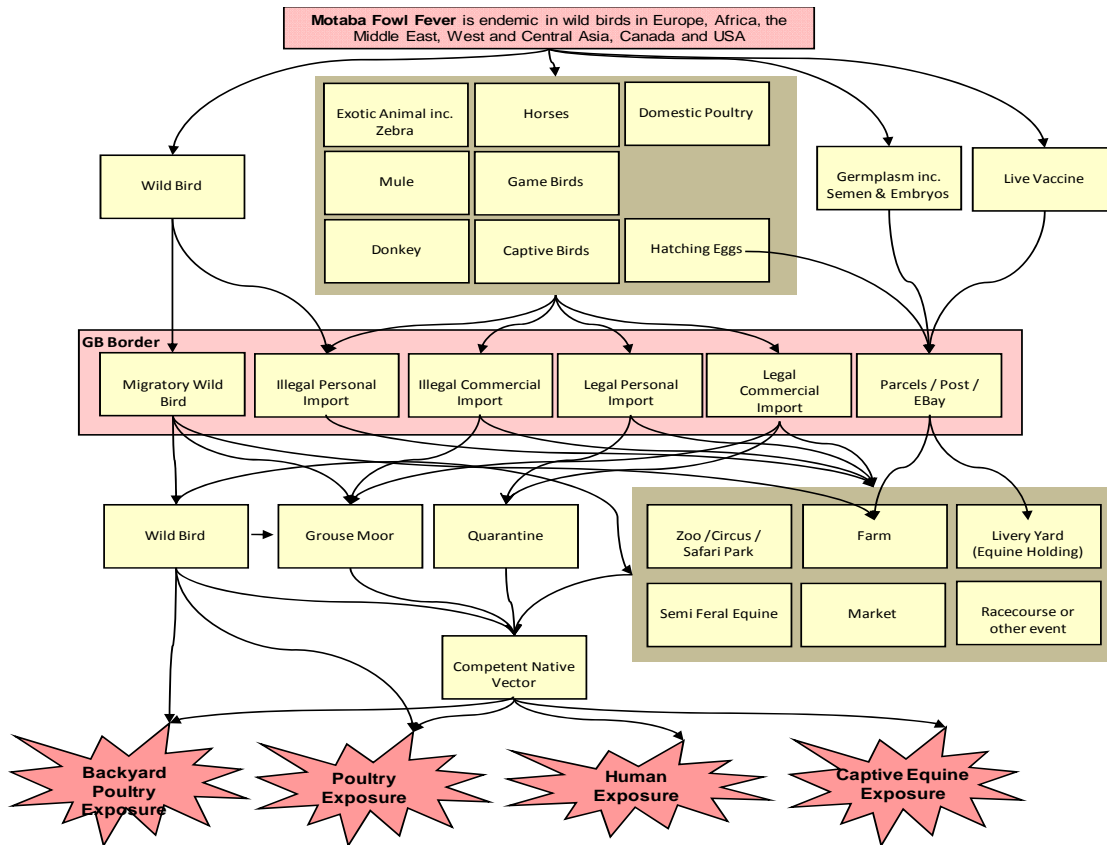 Motaba Fowl Fever is endemic in wild birds in Europe, Africa, the
Middle East, West and Central Asia, Canada and USA
Exotic Animal inc.
Zebra
Horses
Domestic Poultry
Wild Bird
Mule
Game Birds
Germplasm inc.
Semen & Embryos
Live Vaccine
Donkey
Captive Birds
Hatching Eggs
GB Border
Migratory Wild
Bird
Illegal Personal
Import
Illegal Commercial
Import
Legal Personal
Import
Legal
Commercial
Import
Parcels / Post /
EBay
Wild Bird
Grouse Moor
Quarantine
Zoo /Circus /
Safari Park
Farm
Livery Yard
(Equine Holding)
Semi Feral Equine
Market
Racecourse or
other event
Competent Native
Vector
Backyard
Poultry
Exposure
Poultry
Exposure
Human
Exposure
Captive Equine
Exposure